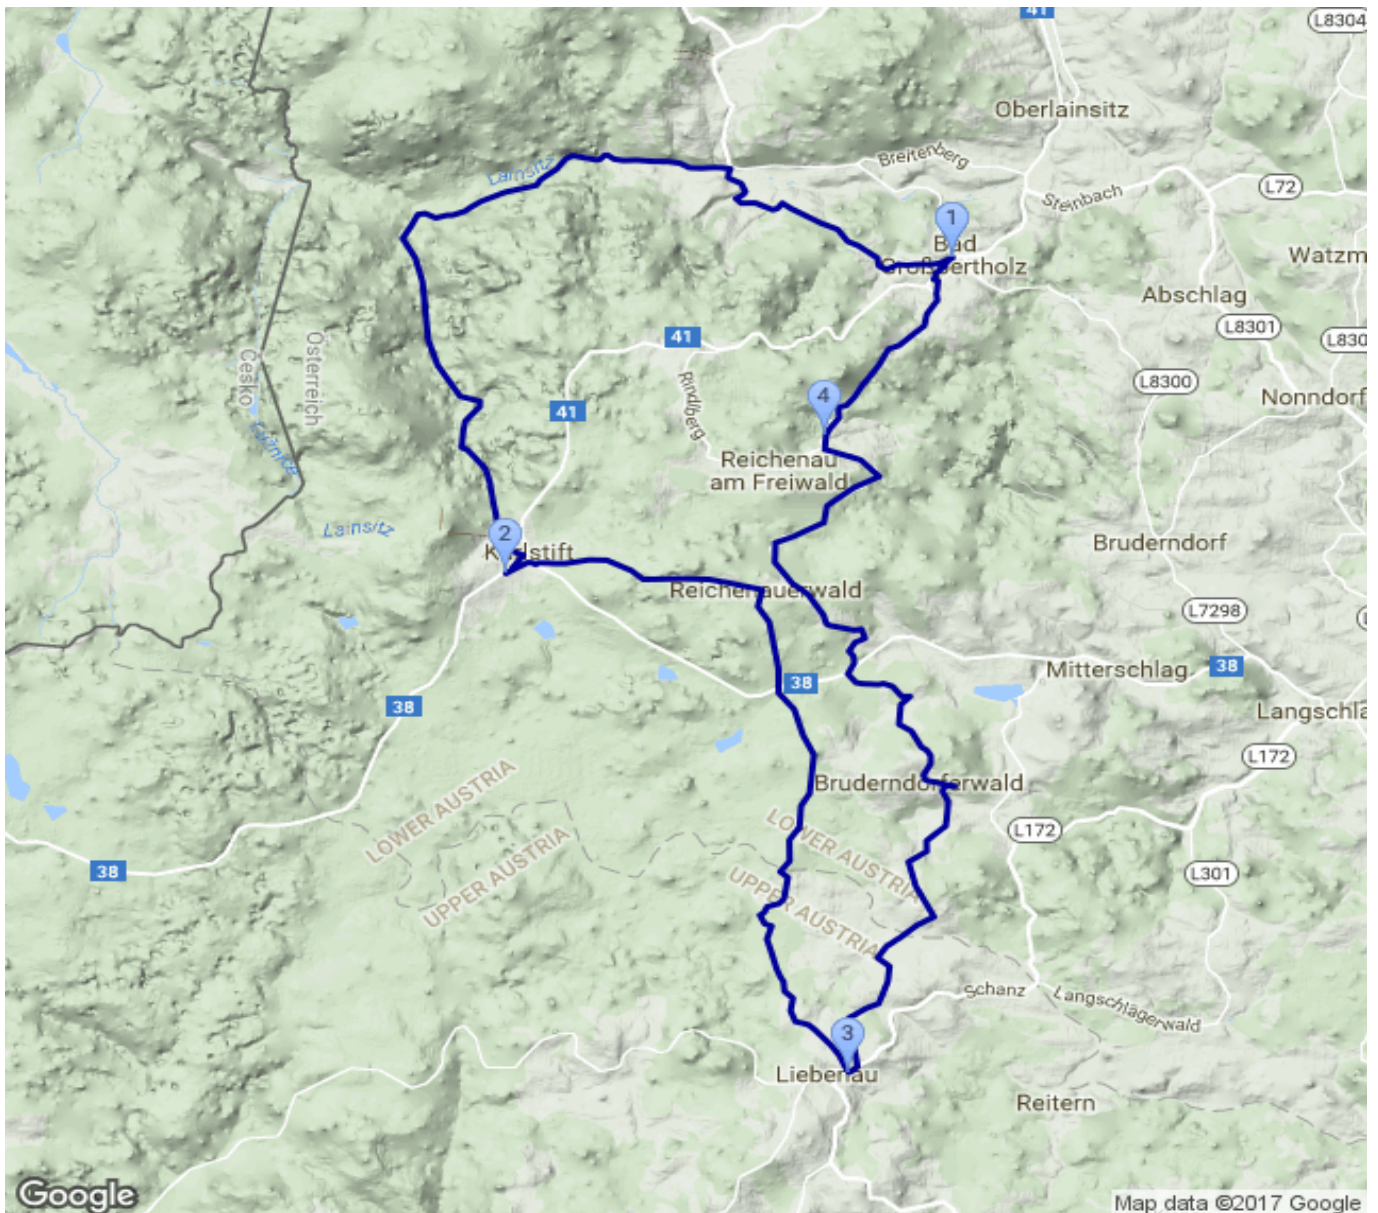 41
L8304
Oberlainsitz
Breitenberg
Lainsitz
L72
Steinbach
1
Bad
Großpertholz
Watzm
Abschlag
L8301
L830
41
Österreich
Česko
L8300
Rindlberg
4
41
Nonndorf
Reichenau
am Freiwald
Lainsitz
2
Karlstift
Bruderndorf
Reichenauerwald
L7298
Mitterschlag
38
38
38
Langschla
L172
Bruderndorferwald
LOWER AUSTRIA
LOWER AUSTRIA
L172
UPPER AUSTRIA
UPPER AUSTRIA
38
L301
Schanz
Langschlägerwald
3
Liebenau
Reitern
Google
Map data ©2017 Google